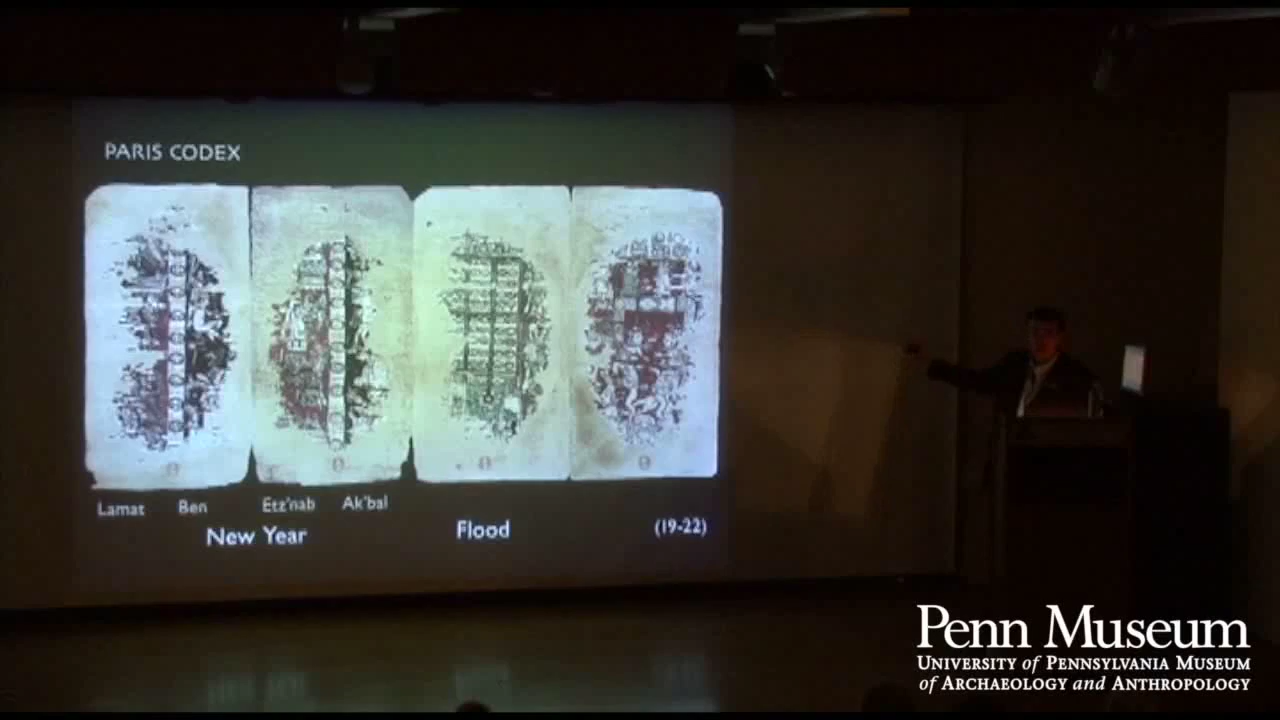 PARIS CODEX
Lamat Ben Etz'nab Ak'bal
New Year Flood (19-22)
Penn Museum
UNIVERSITY of PENNSYLVANIA MUSEUM
of ARCHAEOLOGY and ANTHROPOLOGY